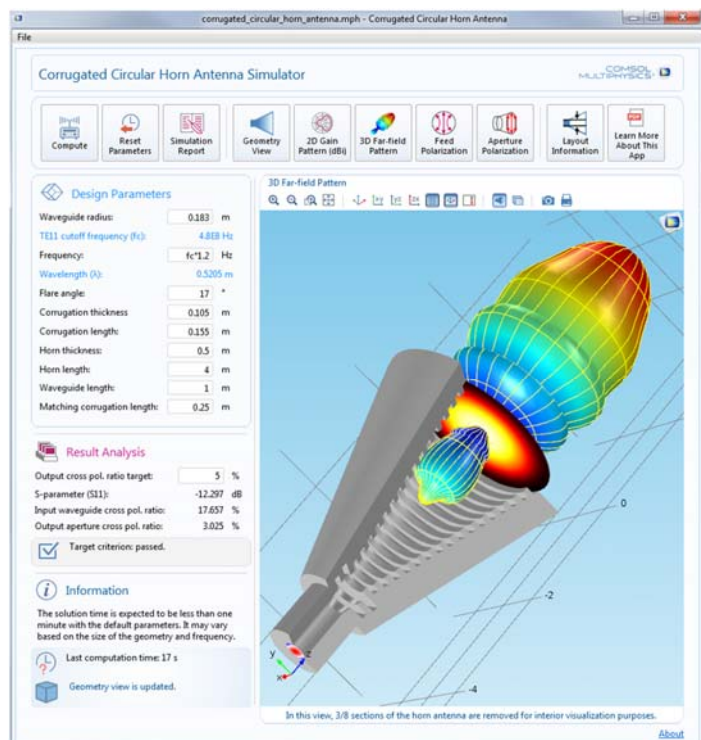 corrugated_circular_horn_antenna.mph - Corrugated Circular Horn Antenna
File
Corrugated Circular Horn Antenna Simulator
COMSOL
MULTIPHYSICS
Compute
Reset
Parameters
Simulation
Report
Geometry
View
2D Gain
Pattern (dBi)
3D Far-field
Pattern
Feed
Polarization
Aperture
Polarization
Layout
Information
PDF
Learn More
About This
App
Design Parameters
Waveguide radius: 0.183 m
TE11 cutoff frequency (fc): 4.8E8 Hz
Frequency: fc*1.2 Hz
Wavelength (λ): 0.5205 m
Flare angle: 17 °
Corrugation thickness 0.105 m
Corrugation length: 0.155 m
Horn thickness: 0.5 m
Horn length: 4 m
Waveguide length: 1 m
Matching corrugation length: 0.25 m
Result Analysis
Output cross pol. ratio target: 5 %
S-parameter (S11): -12.297 dB
Input waveguide cross pol. ratio: 17.657 %
Output aperture cross pol. ratio: 3.025 %
Target criterion: passed.
Information
The solution time is expected to be less than one
minute with the default parameters. It may vary
based on the size of the geometry and frequency.
Last computation time: 17 s
Geometry view is updated.
3D Far-field Pattern
xy yz zx
0
-2
-4
y z
x
In this view, 3/8 sections of the horn antenna are removed for interior visualization purposes.
About